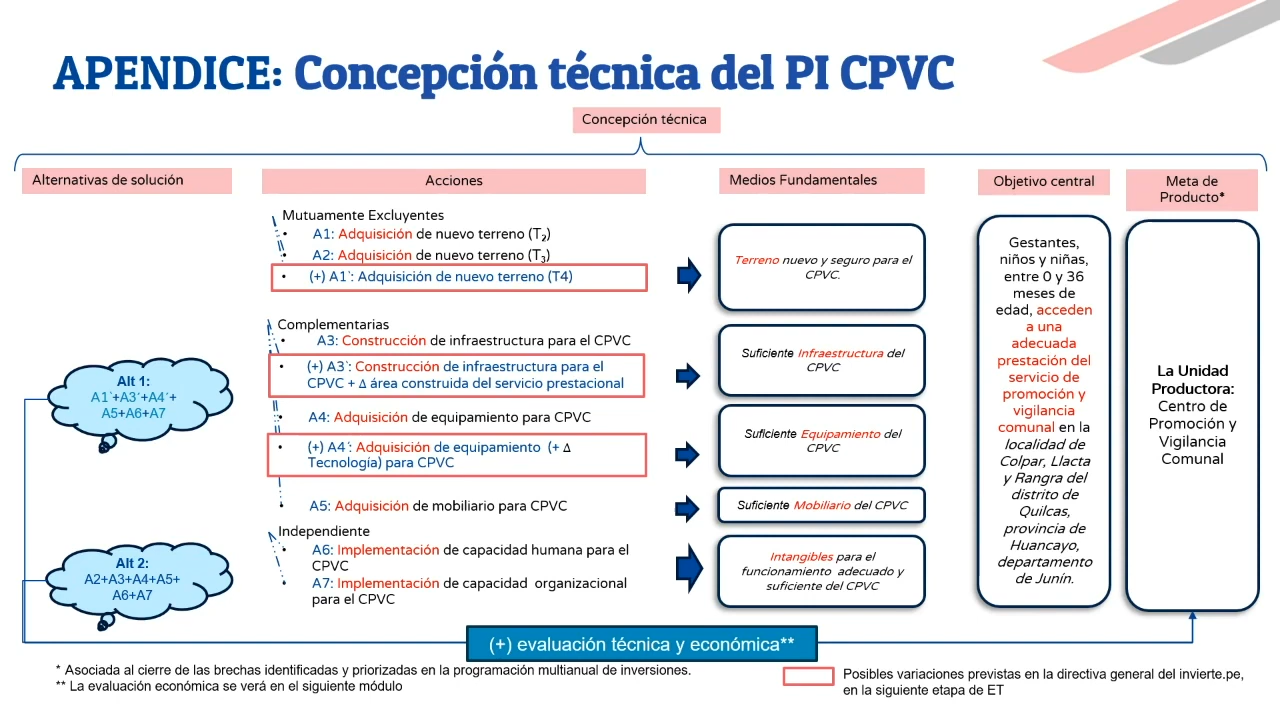 APENDICE: Concepción técnica del PI CPVC
Concepción técnica
Alternativas de solución
Acciones
Medios Fundamentales
Objetivo central
Meta de
Producto*
Alt 1:
A1`+A3´+A4´+
A5+A6+A7
Alt 2:
A2+A3+A4+A5+
A6+A7
Mutuamente Excluyentes
• A1: Adquisición de nuevo terreno (T₂)
• A2: Adquisición de nuevo terreno (T₃)
• (+) A1`: Adquisición de nuevo terreno (T4)
Complementarias
• A3: Construcción de infraestructura para el CPVC
• (+) A3`: Construcción de infraestructura para el
CPVC + Δ área construida del servicio prestacional
• A4: Adquisición de equipamiento para CPVC
• (+) A4´: Adquisición de equipamiento (+ Δ
Tecnología) para CPVC
• A5: Adquisición de mobiliario para CPVC
Independiente
• A6: Implementación de capacidad humana para el
CPVC
• A7: Implementación de capacidad organizacional
para el CPVC
Terreno nuevo y seguro para el
CPVC.
Suficiente Infraestructura del
CPVC
Suficiente Equipamiento del
CPVC
Suficiente Mobiliario del CPVC
Intangibles para el
funcionamiento adecuado y
suficiente del CPVC
Gestantes,
niños y niñas,
entre 0 y 36
meses de
edad, acceden
a una
adecuada
prestación del
servicio de
promoción y
vigilancia
comunal en la
localidad de
Colpar, Llacta
y Rangra del
distrito de
Quilcas,
provincia de
Huancayo,
departamento
de Junín.
La Unidad
Productora:
Centro de
Promoción y
Vigilancia
Comunal
(+) evaluación técnica y económica**
* Asociada al cierre de las brechas identificadas y priorizadas en la programación multianual de inversiones.
** La evaluación económica se verá en el siguiente módulo
Posibles variaciones previstas en la directiva general del invierte.pe,
en la siguiente etapa de ET